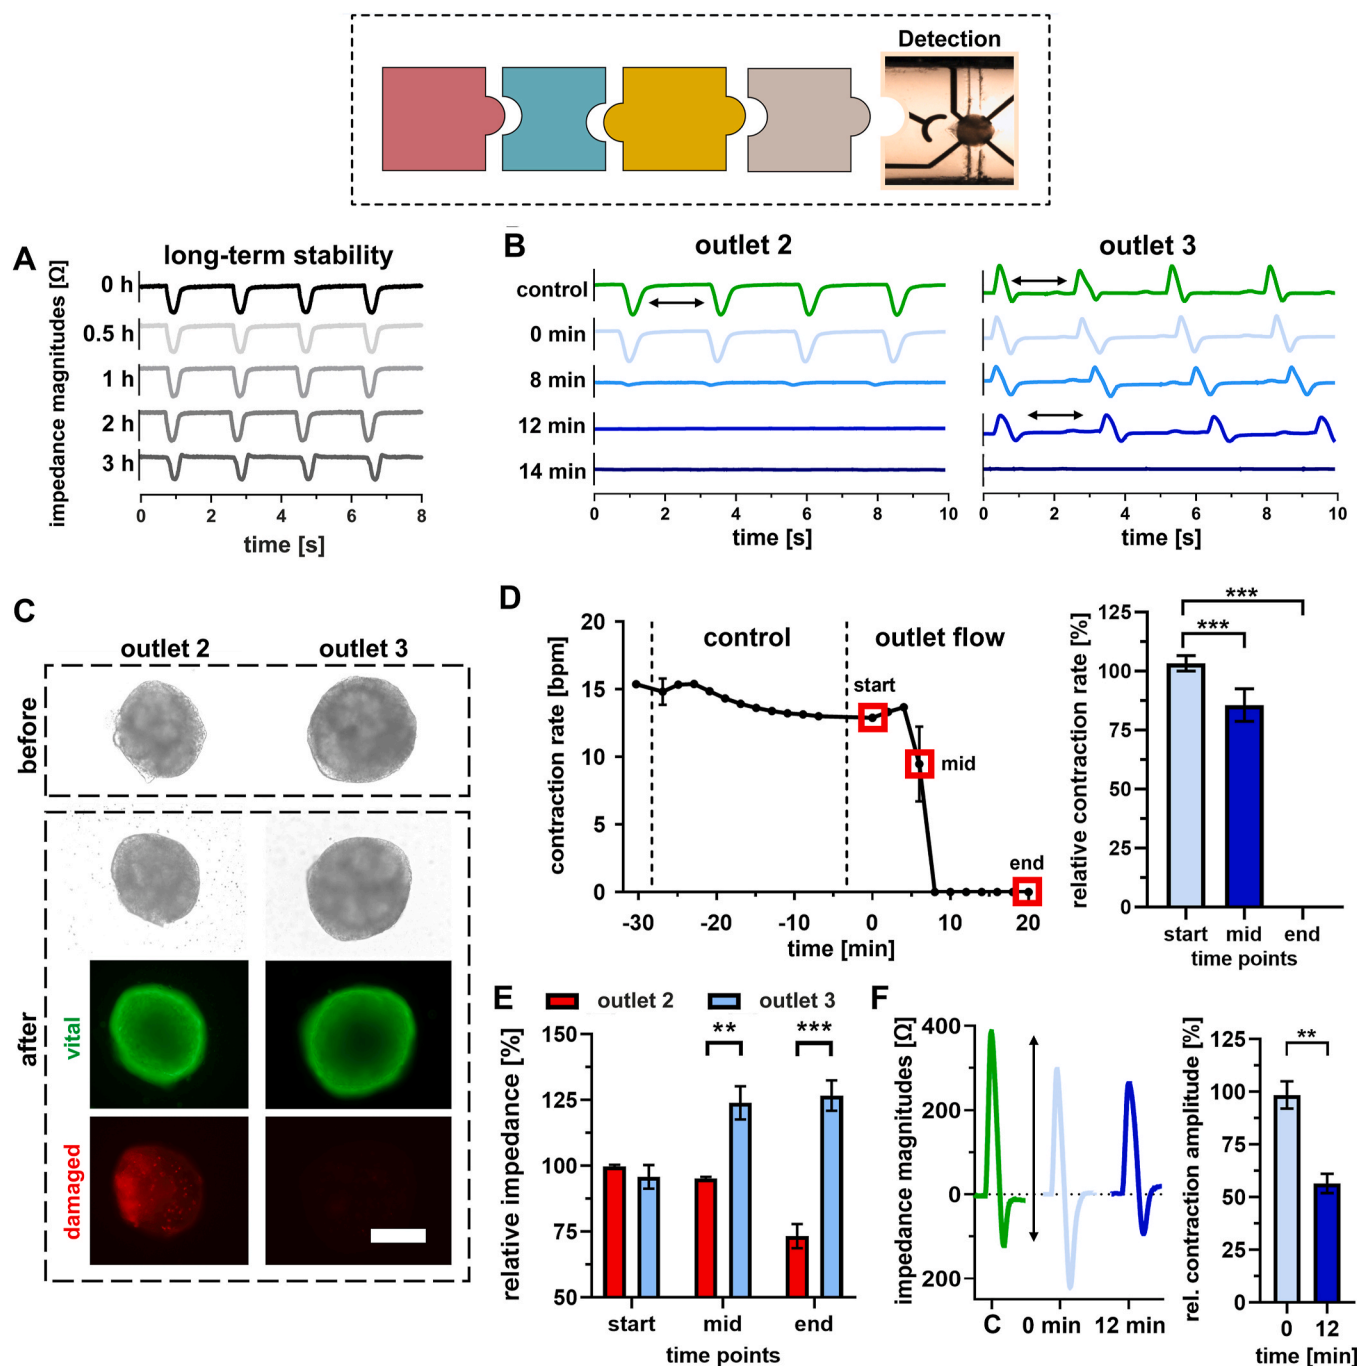 Detection
A
long-term stability
impedance magnitudes [Ω]
0 h
0.5 h
1 h
2 h
3 h
0 2 4 6 8
time [s]
B
outlet 2
outlet 3
control
0 min
8 min
12 min
14 min
0 2 4 6 8 10
time [s]
0 2 4 6 8 10
time [s]
C
outlet 2
outlet 3
before
after
vital
damaged
D
contraction rate [bpm]
20
15
10
5
0
control
outlet flow
start
mid
end
-30 -20 -10 0 10 20
time [min]
relative contraction rate [%]
125
100
75
50
25
0
***
***
start mid end
time points
E
outlet 2
outlet 3
relative impedance [%]
150
125
100
75
50
**
***
start mid end
time points
F
impedance magnitudes [Ω]
400
200
0
200
C 0 min 12 min
rel. contraction amplitude [%]
125
100
75
50
25
0
**
0 12
time [min]